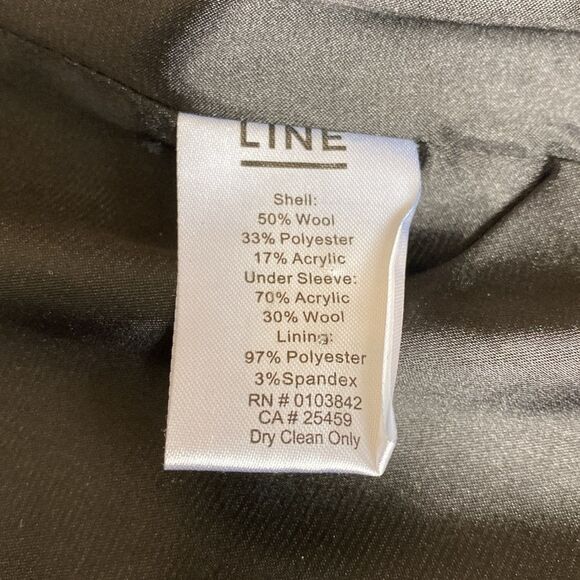 LINE
Shell:
50% Wool
33% Polyester
17% Acrylic
Under Sleeve:
70% Acrylic
30% Wool
Lining:
97% Polyester
3%Spandex
RN # 0103842
CA # 25459
Dry Clean Only